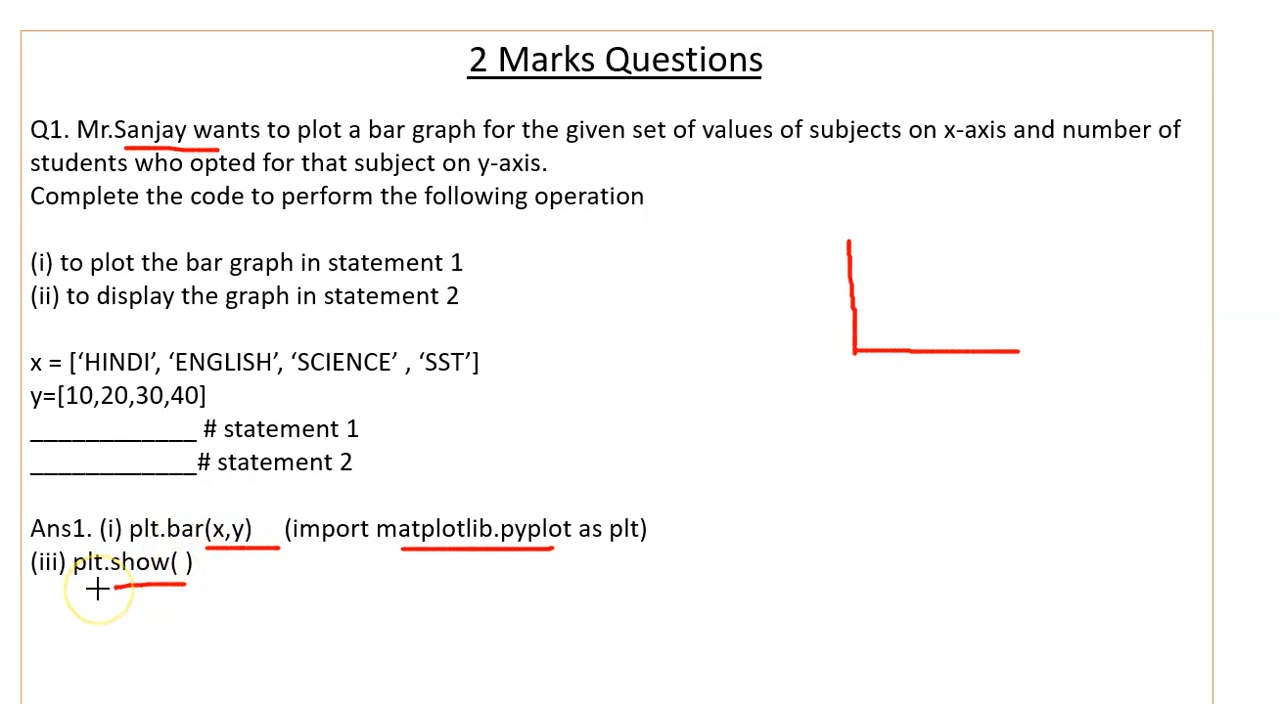 2 Marks Questions
Q1. Mr.Sanjay wants to plot a bar graph for the given set of values of subjects on x-axis and number of
students who opted for that subject on y-axis.
Complete the code to perform the following operation
(i) to plot the bar graph in statement 1
(ii) to display the graph in statement 2
x = [‘HINDI’, ‘ENGLISH’, ‘SCIENCE’ , ‘SST’]
y=[10,20,30,40]
____________ # statement 1
____________# statement 2
Ans1. (i) plt.bar(x,y) (import matplotlib.pyplot as plt)
(iii) plt.show( )